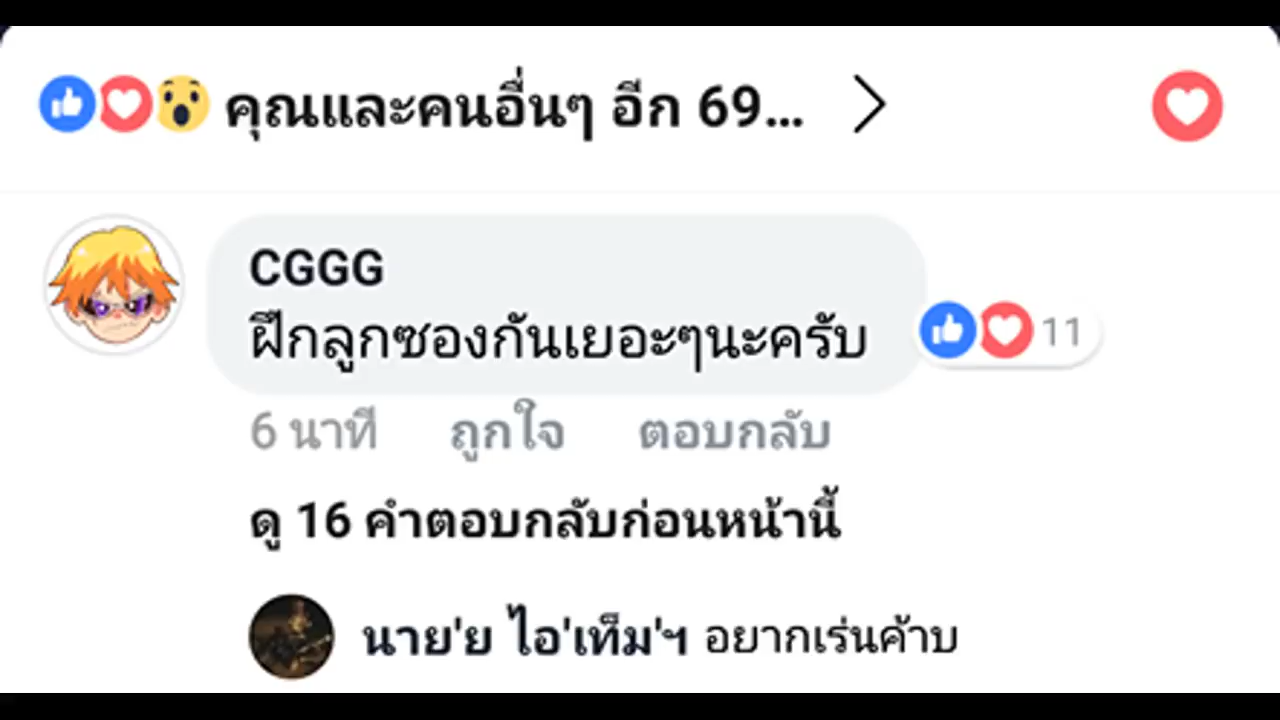 คุณและคนอื่นๆ อีก 69...
CGGG
ฝึกลูกซองกันเยอะๆนะครับ
11
6 นาที ถูกใจ ตอบกลับ
ดู 16 คำตอบกลับก่อนหน้านี้
นาย'ย ไอ'เท็ม'ฯ อยากเร่นค้าบ